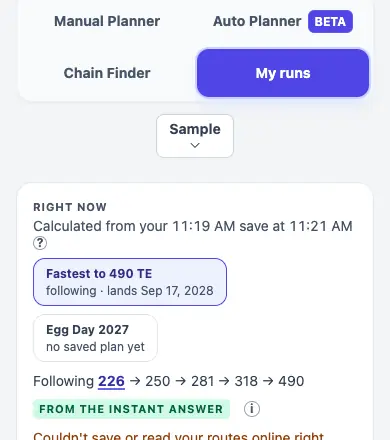 Manual Planner
Auto Planner BETA
Chain Finder
My runs
Sample
RIGHT NOW
Calculated from your 11:19 AM save at 11:21 AM
?
Fastest to 490 TE
following · lands Sep 17, 2028
Egg Day 2027
no saved plan yet
Following 226 → 250 → 281 → 318 → 490
FROM THE INSTANT ANSWER i
Couldn't save or read your routes online right